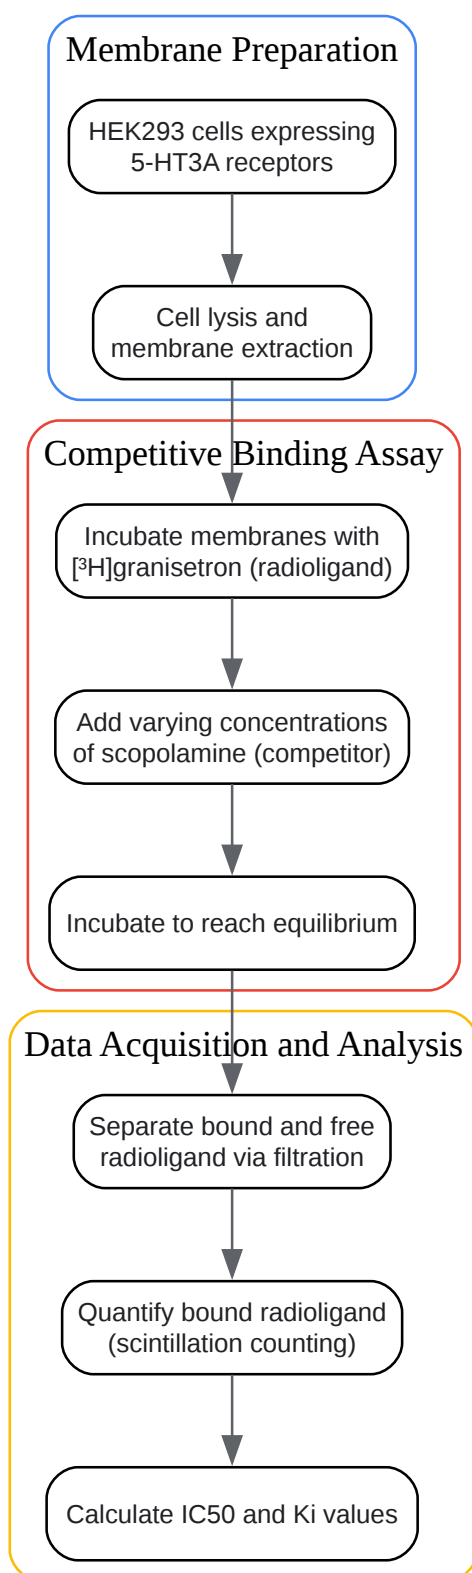 Membrane Preparation
HEK293 cells expressing
5-HT3A receptors
Cell lysis and
membrane extraction
Competitive Binding Assay
Incubate membranes with
[³H]granisetron (radioligand)
Add varying concentrations
of scopolamine (competitor)
Incubate to reach equilibrium
Data Acquisition and Analysis
Separate bound and free
radioligand via filtration
Quantify bound radioligand
(scintillation counting)
Calculate IC50 and Ki values